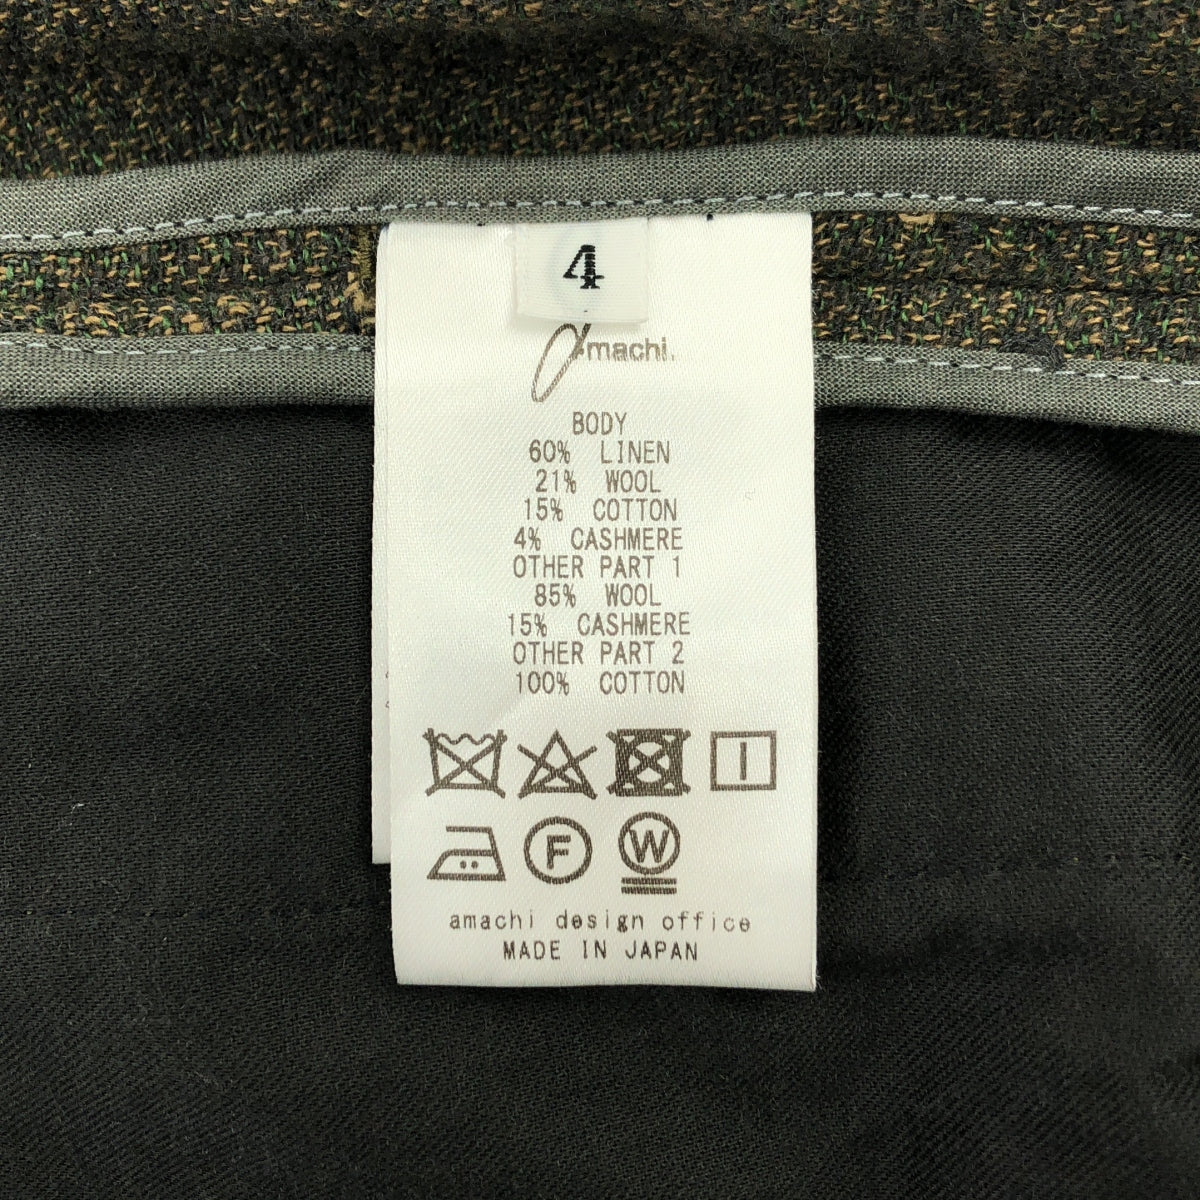 4
amachi.
BODY
60% LINEN
21% WOOL
15% COTTON
4% CASHMERE
OTHER PART 1
85% WOOL
15% CASHMERE
OTHER PART 2
100% COTTON
F W
amachi design office
MADE IN JAPAN